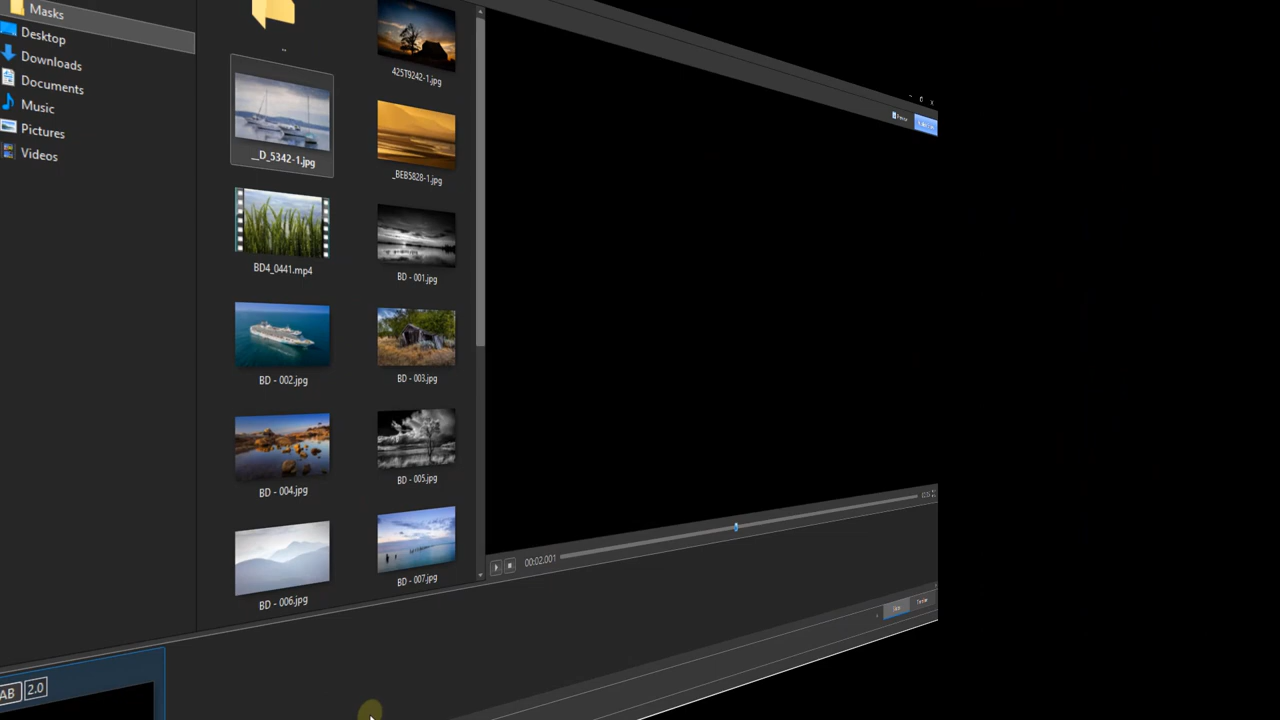 Masks
Desktop
Downloads
Documents
Music
Pictures
Videos
..
425T9242-1.jpg
__D_5342-1.jpg
_BEB5828-1.jpg
BD4_0441.mp4
BD - 001.jpg
BD - 002.jpg
BD - 003.jpg
BD - 004.jpg
BD - 005.jpg
BD - 006.jpg
BD - 007.jpg
00:02.001
AB 2.0